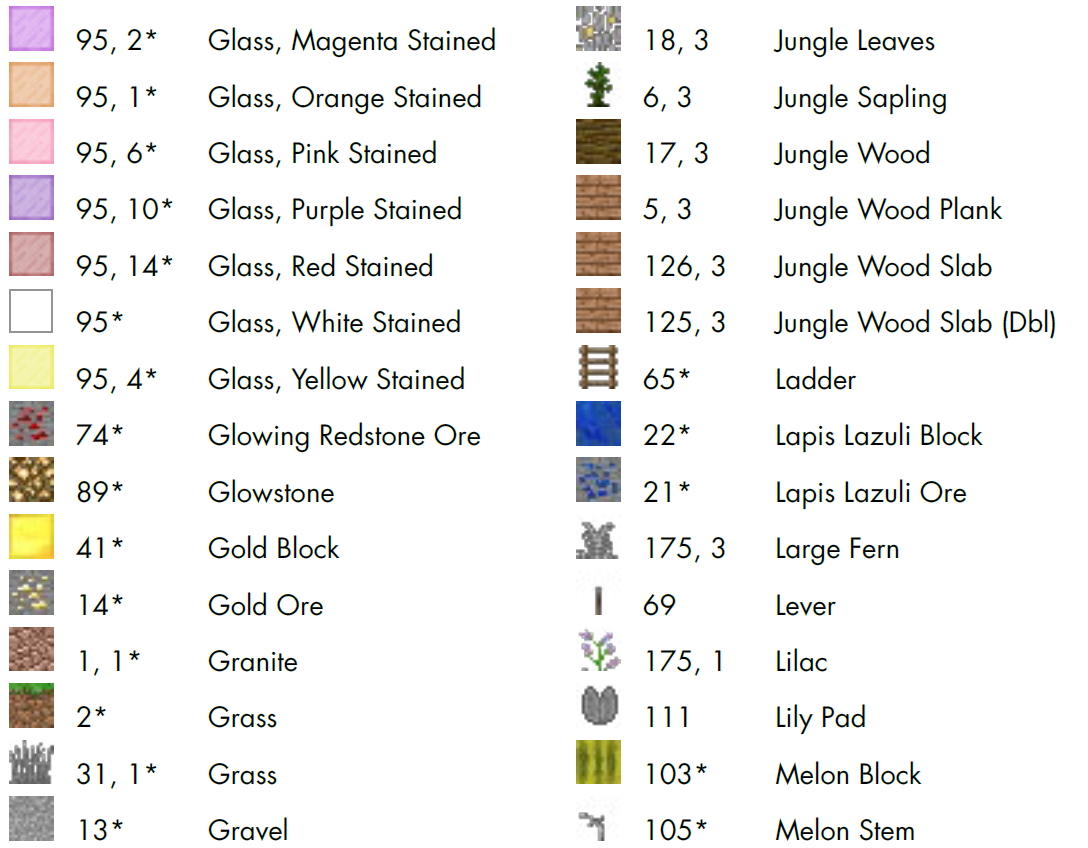 95, 2* Glass, Magenta Stained
95, 1* Glass, Orange Stained
95, 6* Glass, Pink Stained
95, 10* Glass, Purple Stained
95, 14* Glass, Red Stained
95* Glass, White Stained
95, 4* Glass, Yellow Stained
74* Glowing Redstone Ore
89* Glowstone
41* Gold Block
14* Gold Ore
1, 1* Granite
2* Grass
31, 1* Grass
13* Gravel
18, 3 Jungle Leaves
6, 3 Jungle Sapling
17, 3 Jungle Wood
5, 3 Jungle Wood Plank
126, 3 Jungle Wood Slab
125, 3 Jungle Wood Slab (Dbl)
65* Ladder
22* Lapis Lazuli Block
21* Lapis Lazuli Ore
175, 3 Large Fern
69 Lever
175, 1 Lilac
111 Lily Pad
103* Melon Block
105* Melon Stem